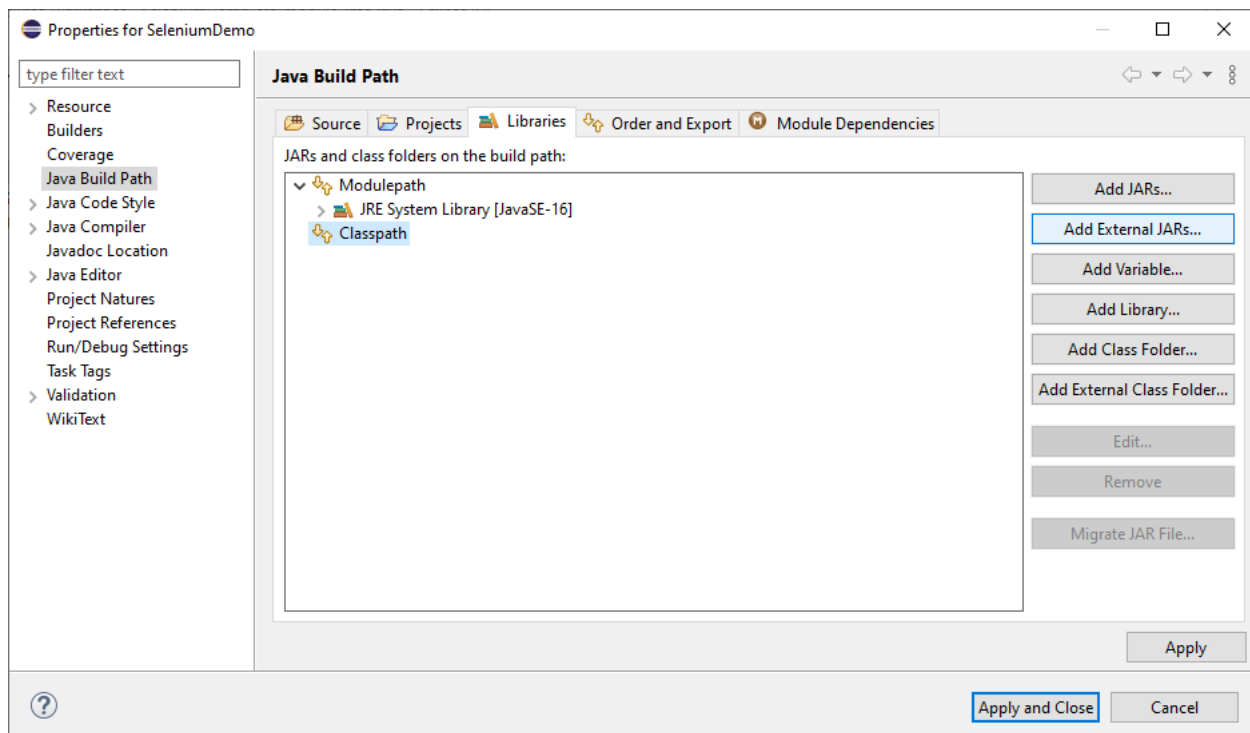 Properties for SeleniumDemo
type filter text
Resource
Builders
Coverage
Java Build Path
Java Code Style
Java Compiler
Javadoc Location
Java Editor
Project Natures
Project References
Run/Debug Settings
Task Tags
Validation
WikiText
Java Build Path
Source Projects Libraries Order and Export Module Dependencies
JARs and class folders on the build path:
Modulepath
JRE System Library [JavaSE-16]
Classpath
Add JARs...
Add External JARs...
Add Variable...
Add Library...
Add Class Folder...
Add External Class Folder...
Edit...
Remove
Migrate JAR File...
Apply
Apply and Close Cancel